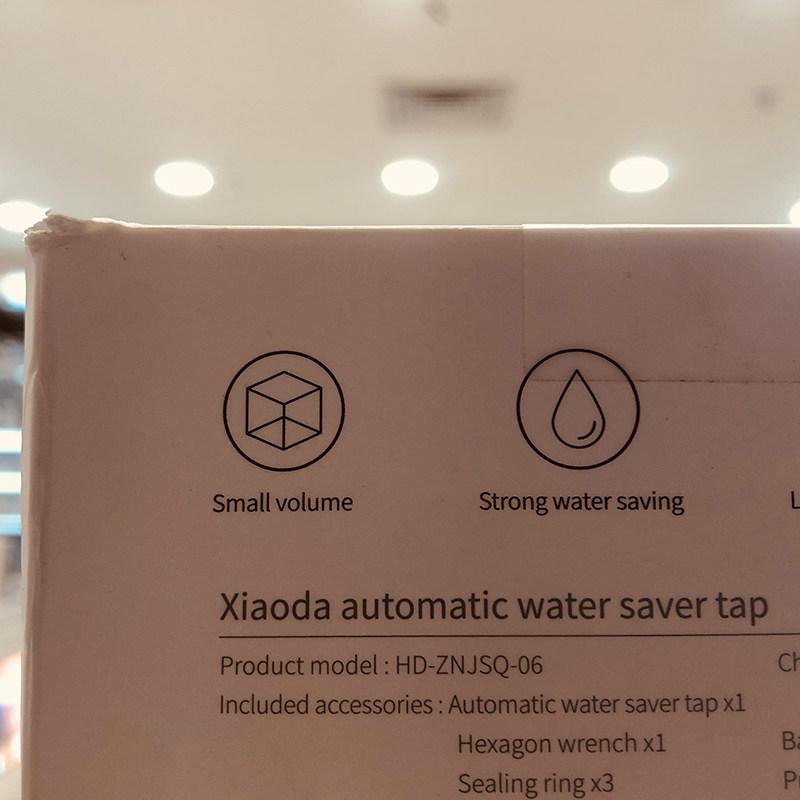 Small volume
Strong water saving
Xiaoda automatic water saver tap
Product model : HD-ZNJSQ-06
Included accessories : Automatic water saver tap x1
Hexagon wrench x1
Sealing ring x3